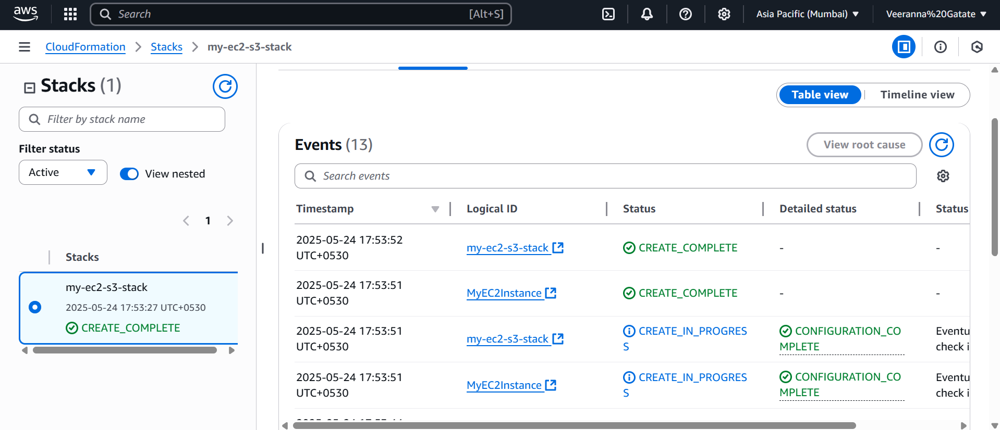 aws
Search [Alt+S]
Asia Pacific (Mumbai)
Veeranna%20Gatate
CloudFormation
Stacks
my-ec2-s3-stack
Stacks (1)
Filter by stack name
Filter status
Active
View nested
1
Stacks
my-ec2-s3-stack
2025-05-24 17:53:27 UTC+0530
CREATE_COMPLETE
Table view
Timeline view
Events (13)
View root cause
Search events
Timestamp Logical ID Status Detailed status Status
2025-05-24 17:53:52
UTC+0530
my-ec2-s3-stack
CREATE_COMPLETE
-
-
2025-05-24 17:53:51
UTC+0530
MyEC2Instance
CREATE_COMPLETE
-
-
2025-05-24 17:53:51
UTC+0530
my-ec2-s3-stack
CREATE_IN_PROGRES
S
CONFIGURATION_CO
MPLETE
Eventu
check i
2025-05-24 17:53:51
UTC+0530
MyEC2Instance
CREATE_IN_PROGRES
S
CONFIGURATION_CO
MPLETE
Eventu
check i